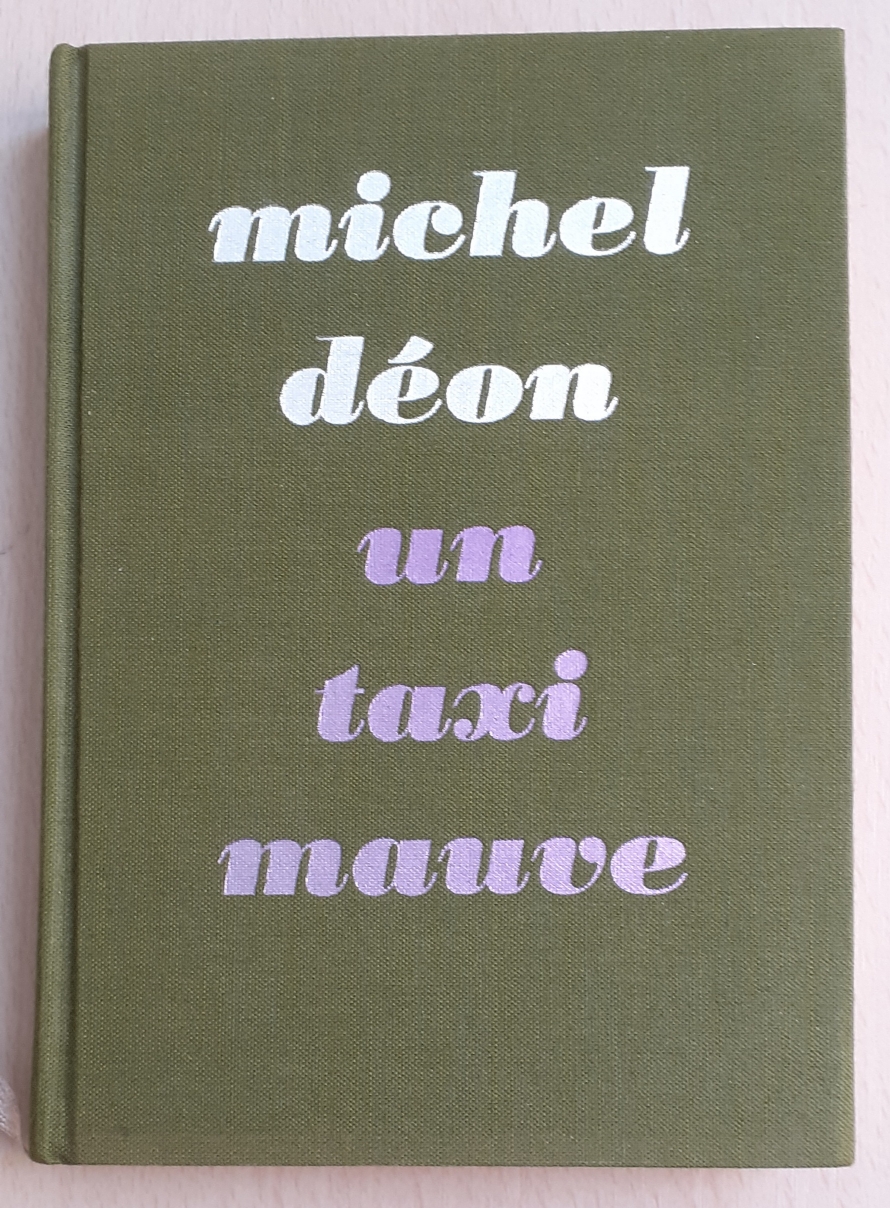 michel
déon
un
taxi
mauve